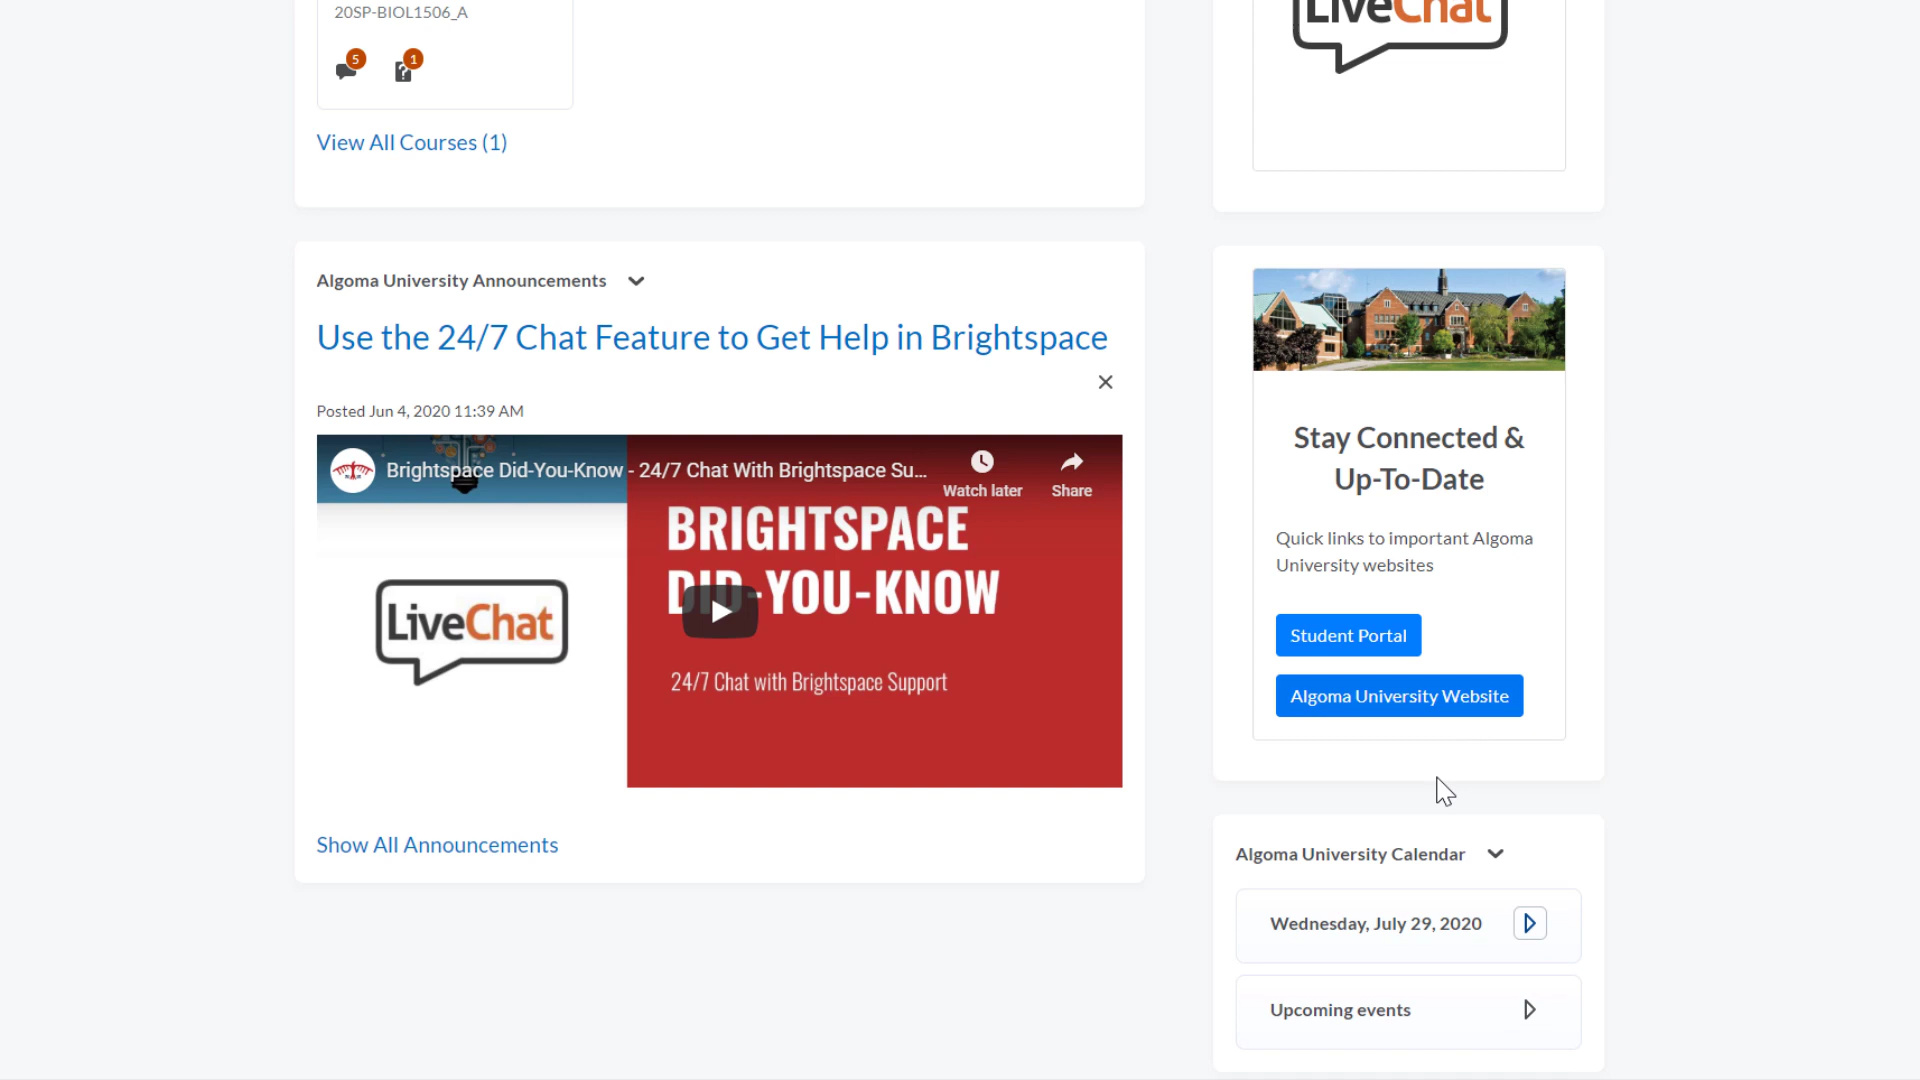 20SP-BIOL1506_A
5
1
View All Courses (1)
Algoma University Announcements
Use the 24/7 Chat Feature to Get Help in Brightspace
Posted Jun 4, 2020 11:39 AM
Brightspace Did-You-Know - 24/7 Chat With Brightspace Su...
Watch later
Share
BRIGHTSPACE
DID-YOU-KNOW
LiveChat
24/7 Chat with Brightspace Support
Show All Announcements
LiveChat
Stay Connected &
Up-To-Date
Quick links to important Algoma
University websites
Student Portal
Algoma University Website
Algoma University Calendar
Wednesday, July 29, 2020
Upcoming events